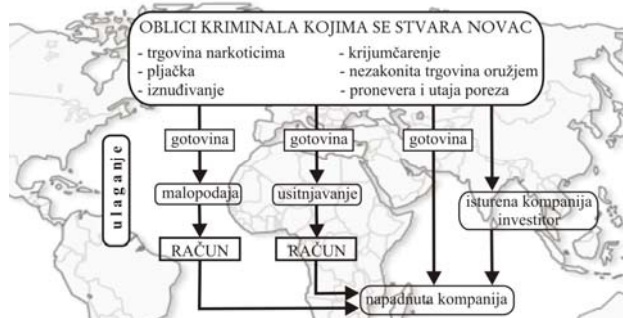 OBLICI KRIMINALA KOJIMA SE STVARA NOVAC
- trgovina narkoticima
- pljačka
- iznuđivanje
- krijumčarenje
- nezakonita trgovina oružjem
- pronevera i utaja poreza
ulaganje
gotovina
gotovina
gotovina
malopodaja
usitnjavanje
isturena kompanija
investitor
RAČUN
RAČUN
napadnuta kompanija